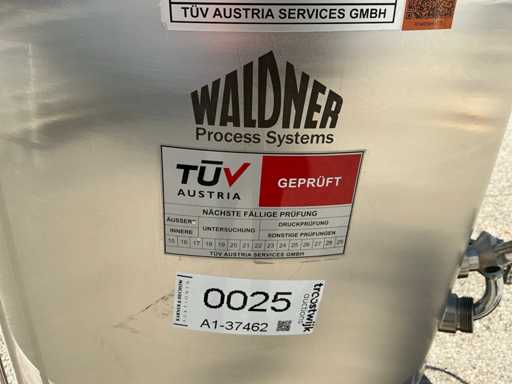 TÜV AUSTRIA SERVICES GMBH
WALDNER
Process Systems
TÜV
AUSTRIA
GEPRÜFT
NÄCHSTE FÄLLIGE PRÜFUNG
ÄUSSER
INNERE
UNTERSUCHUNG
DRUCKPRÜFUNG
SONSTIGE PRÜFUNGEN
15 16 17 18 19 20 21 22 23 24 25 26 27 28 29
TÜV AUSTRIA SERVICES GMBH
0025
A1-37462
troostwijk
auctions